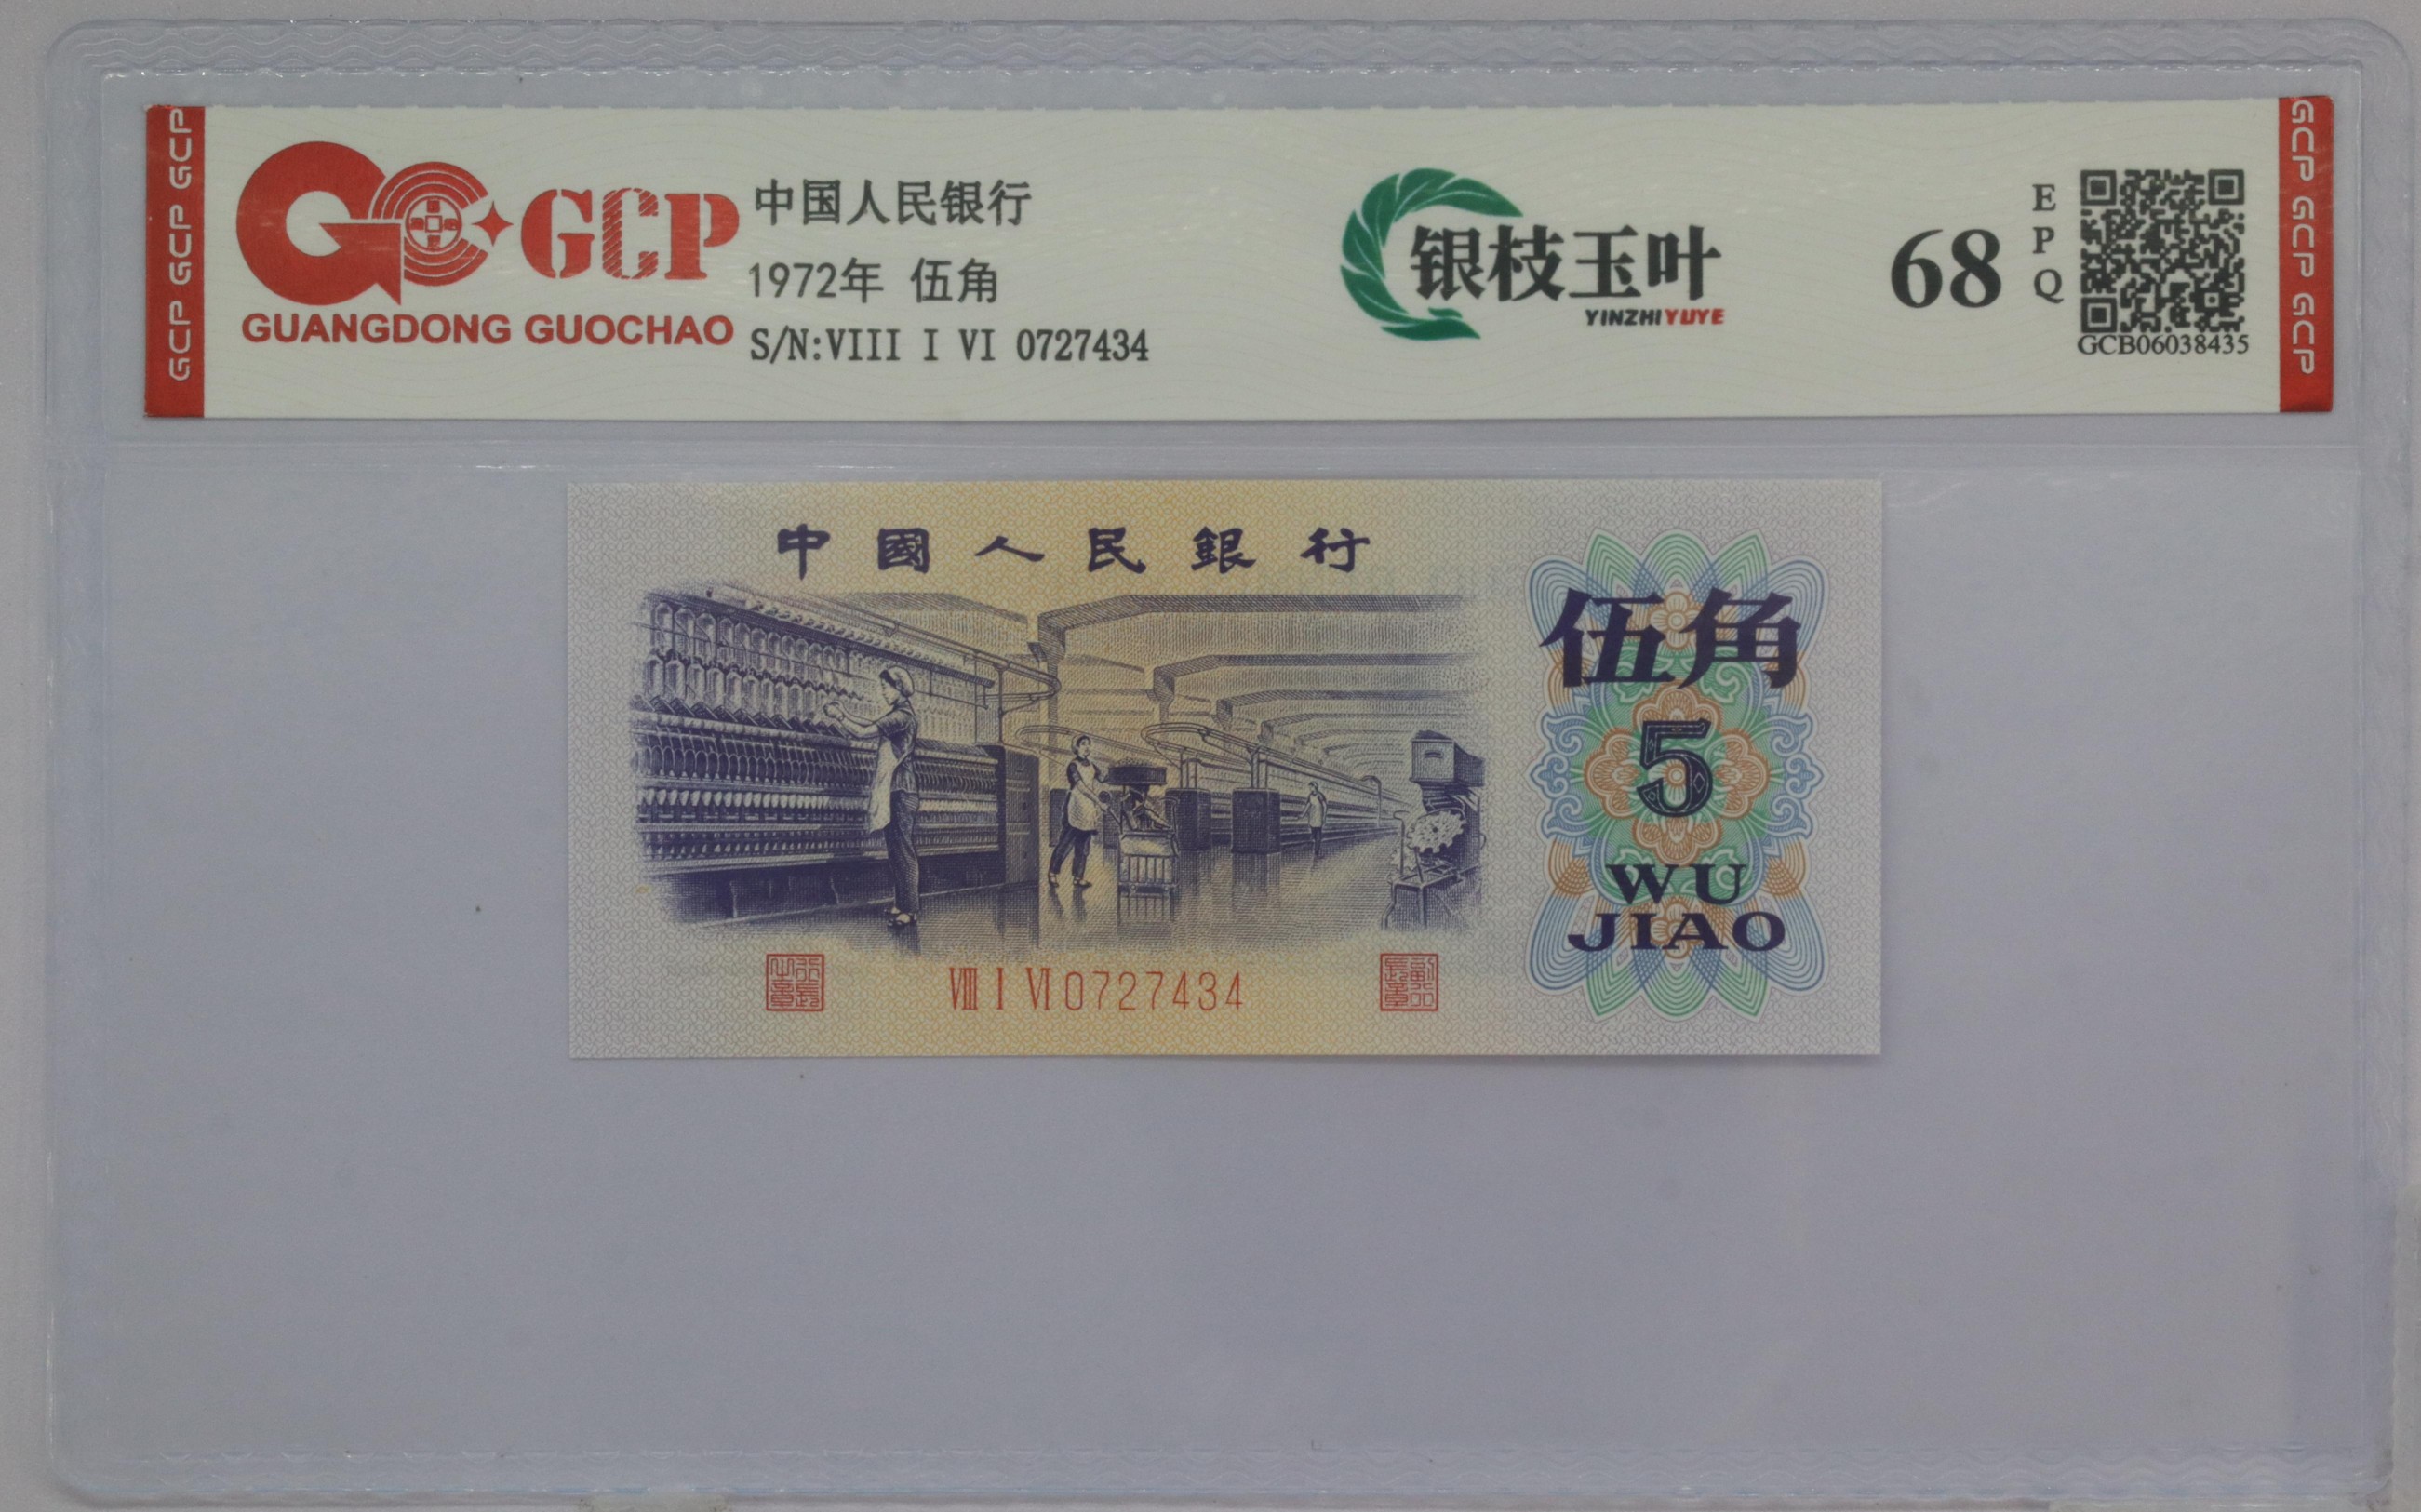 GCP GCP GCP
GCP
GUANGDONG GUOCHAO
中国人民银行
1972年 伍角
S/N:VIII I VI 0727434
银枝玉叶
YINZHIYUYE
68
EPQ
GCB06038435
GCP GCP GCP
中國人民銀行
伍角
5
WU
JIAO
VIII I VI 0727434